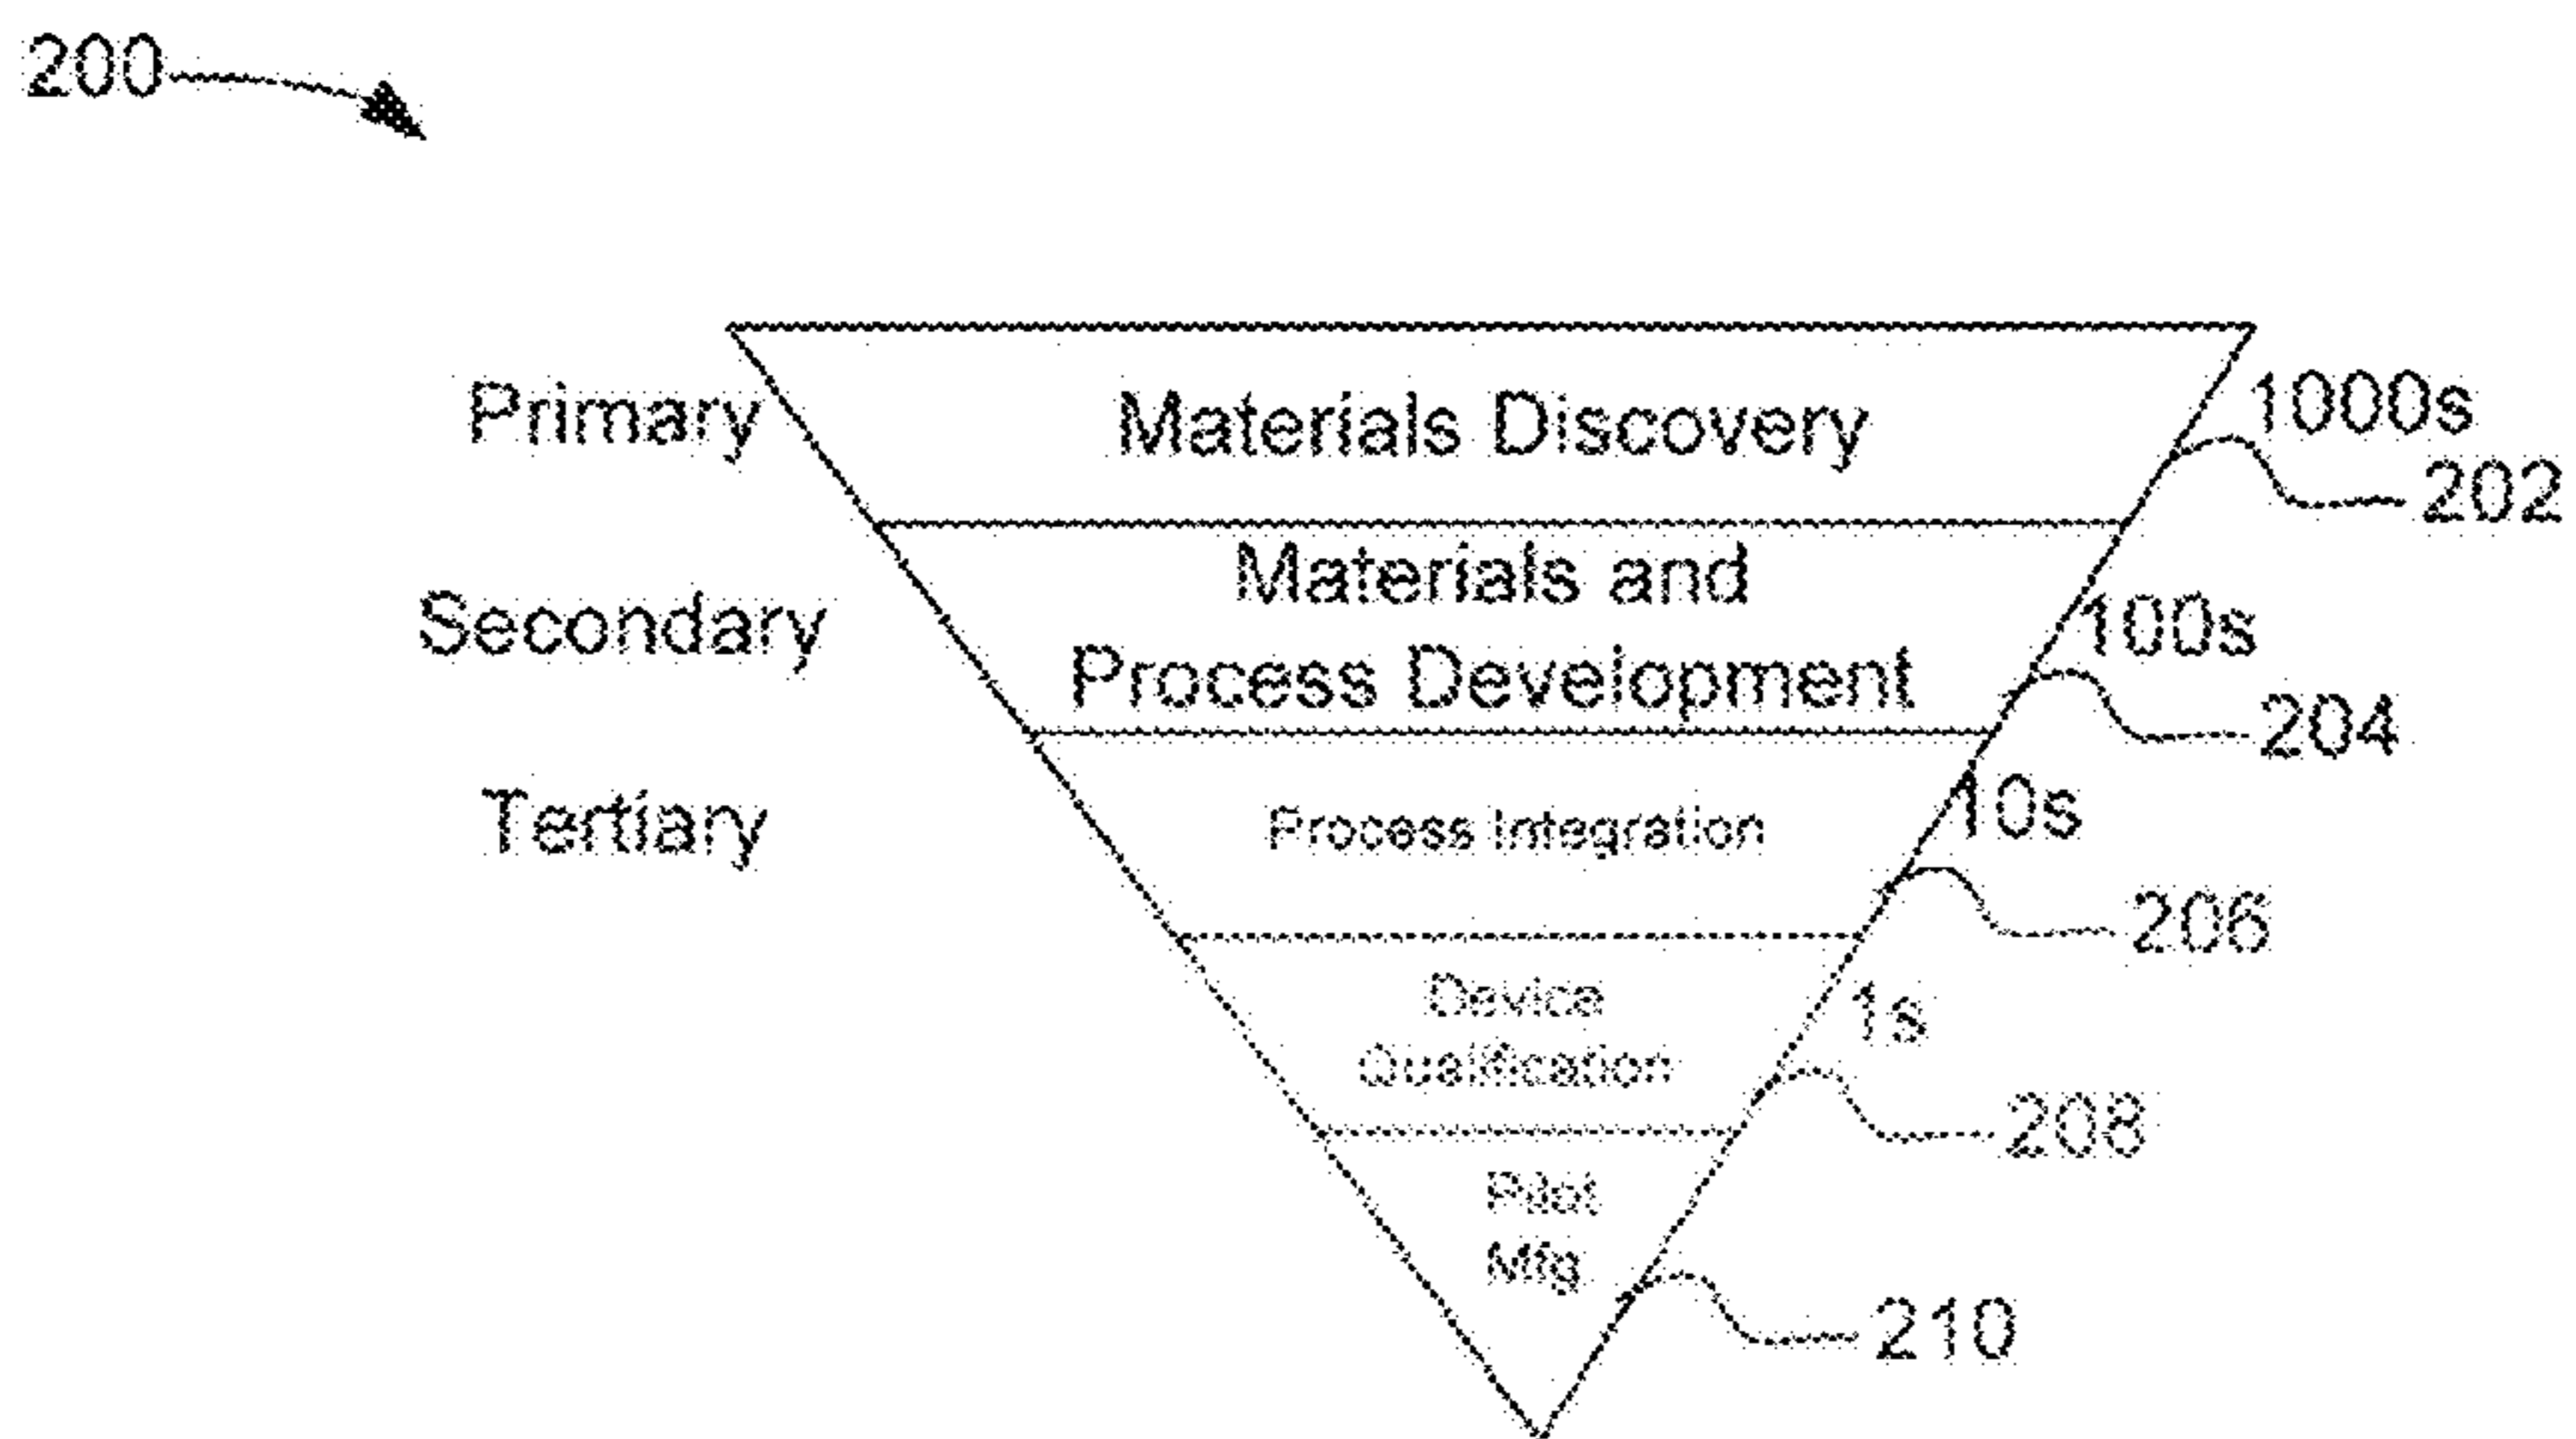 200
Primary
Materials Discovery
1000s
202
Secondary
Materials and
Process Development
100s
204
Tertiary
Process Integration
10s
206
Device
Qualification
1s
208
Pilot
Mfg
210